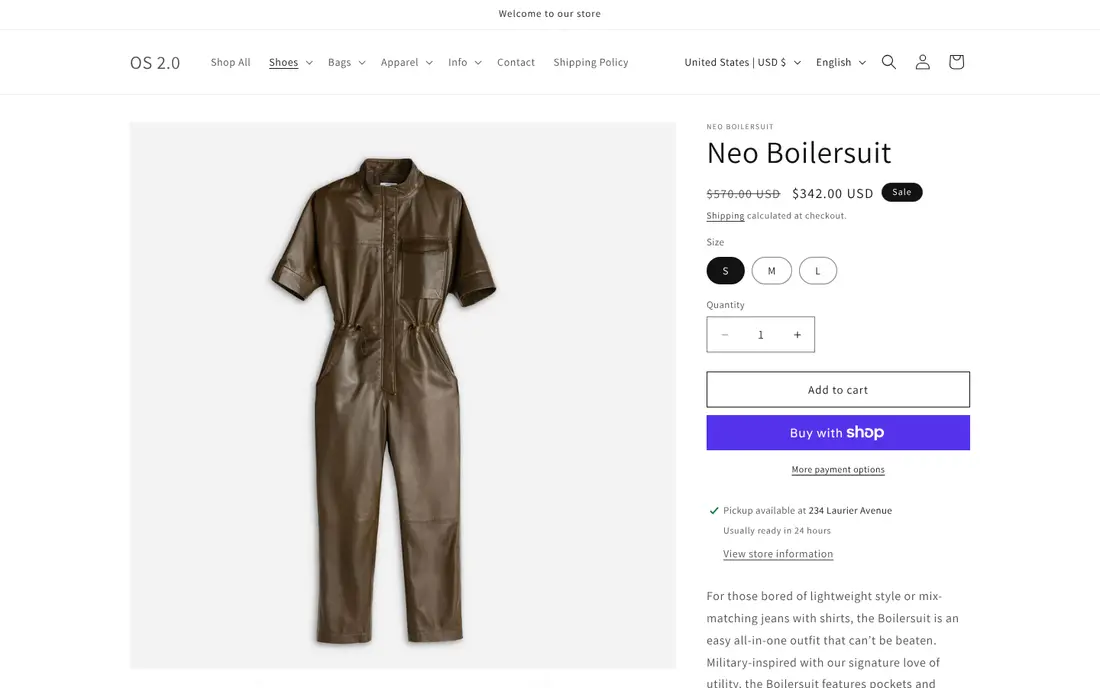 Welcome to our store
OS 2.0
Shop All Shoes Bags Apparel Info Contact Shipping Policy
United States | USD $ English
NEO BOILERSUIT
Neo Boilersuit
$570.00 USD $342.00 USD Sale
Shipping calculated at checkout.
Size
S M L
Quantity
− 1 +
Add to cart
Buy with shop
More payment options
Pickup available at 234 Laurier Avenue
Usually ready in 24 hours
View store information
For those bored of lightweight style or mix-
matching jeans with shirts, the Boilersuit is an
easy all-in-one outfit that can’t be beaten.
Military-inspired with our signature love of
utility, the Boilersuit features pockets and